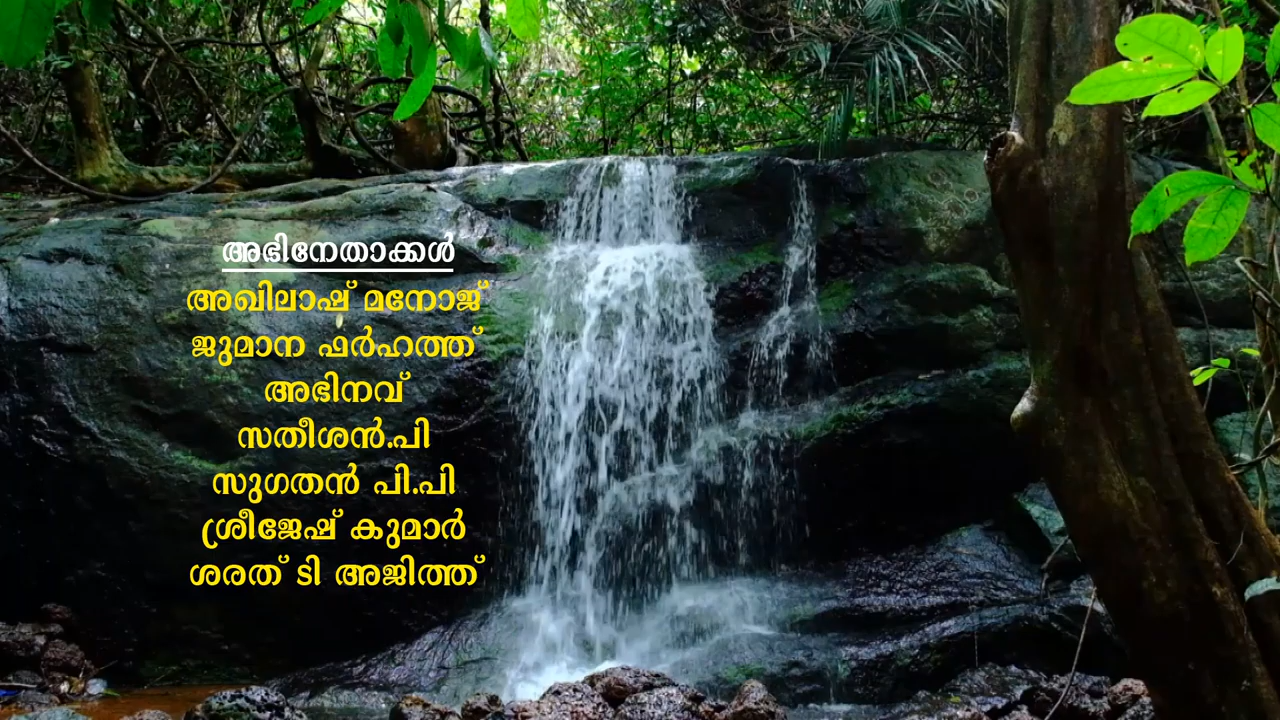 അഭിനേതാക്കൾ
അഖിലാഷ് മനോജ്
ജുമാന ഫർഹത്ത്
അഭിനവ്
സതീശൻ.പി
സുഗതൻ പി.പി
ശ്രീജേഷ് കുമാർ
ശരത് ടി അജിത്ത്